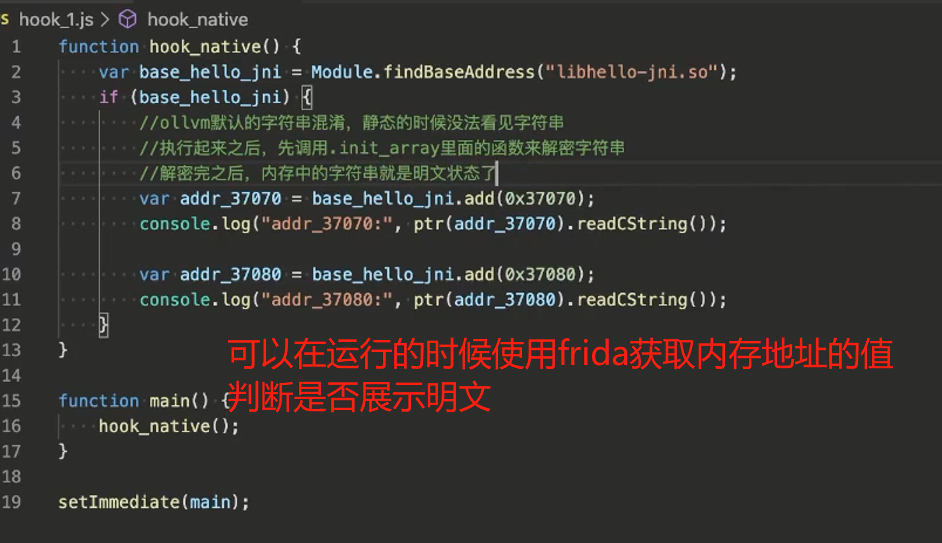 hook_1.js > hook_native
1 function hook_native() {
2 var base_hello_jni = Module.findBaseAddress("libhello-jni.so");
3 if (base_hello_jni) {
4 //ollvm默认的字符串混淆，静态的时候没法看见字符串
5 //执行起来之后，先调用.init_array里面的函数来解密字符串
6 //解密完之后，内存中的字符串就是明文状态了
7 var addr_37070 = base_hello_jni.add(0x37070);
8 console.log("addr_37070:", ptr(addr_37070).readCString());
9
10 var addr_37080 = base_hello_jni.add(0x37080);
11 console.log("addr_37080:", ptr(addr_37080).readCString());
12 }
13 }
可以在运行的时候使用frida获取内存地址的值
判断是否展示明文
14
15 function main() {
16 hook_native();
17 }
18
19 setImmediate(main);